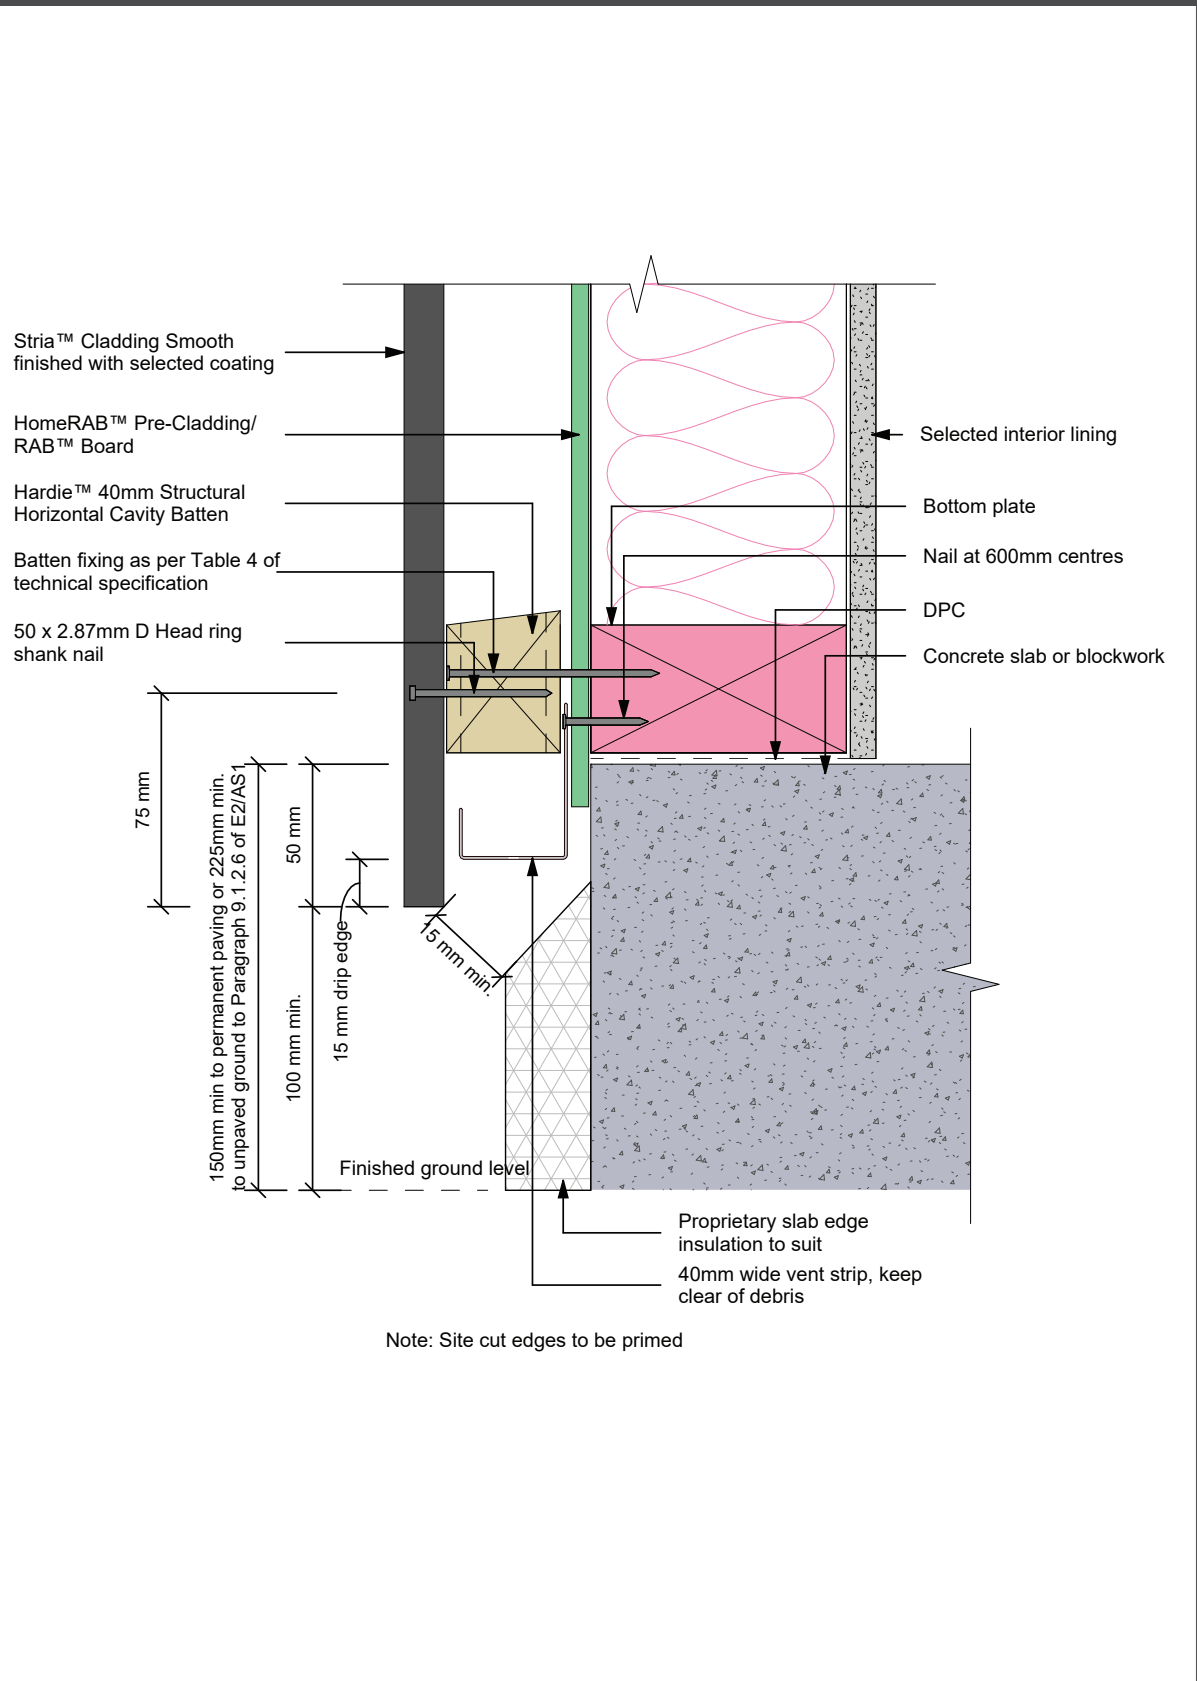 Stria™ Cladding Smooth
finished with selected coating
HomeRAB™ Pre-Cladding/
RAB™ Board
Hardie™ 40mm Structural
Horizontal Cavity Batten
Batten fixing as per Table 4 of
technical specification
50 x 2.87mm D Head ring
shank nail
Selected interior lining
Bottom plate
Nail at 600mm centres
DPC
Concrete slab or blockwork
75 mm
150mm min to permanent paving or 225mm min.
to unpaved ground to Paragraph 9.1.2.6 of E2/AS1
50 mm
100 mm min.
15 mm drip edge
15 mm min.
Finished ground level
Proprietary slab edge
insulation to suit
40mm wide vent strip, keep
clear of debris
Note: Site cut edges to be primed